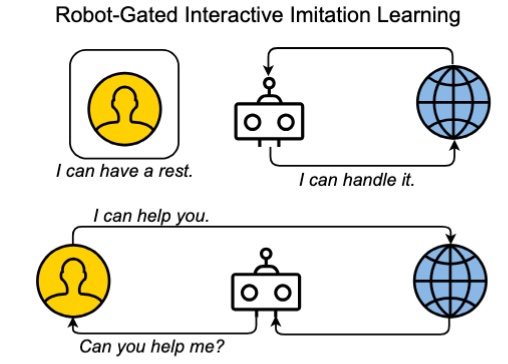 Robot-Gated Interactive Imitation Learning
I can have a rest.
I can handle it.
I can help you.
Can you help me?